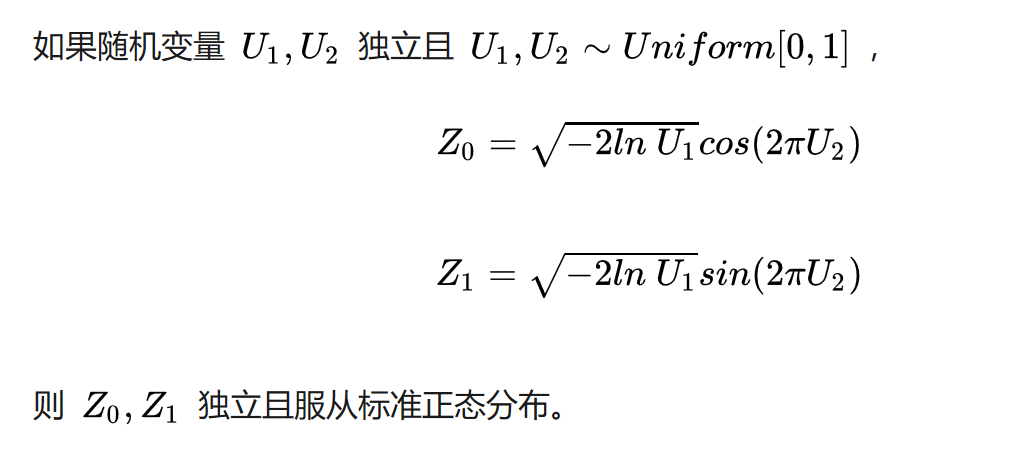 如果随机变量 U₁, U₂ 独立且 U₁, U₂ ∼ Uniform[0, 1] ,
Z₀ = √(−2ln U₁)cos(2πU₂)
Z₁ = √(−2ln U₁)sin(2πU₂)
则 Z₀, Z₁ 独立且服从标准正态分布。